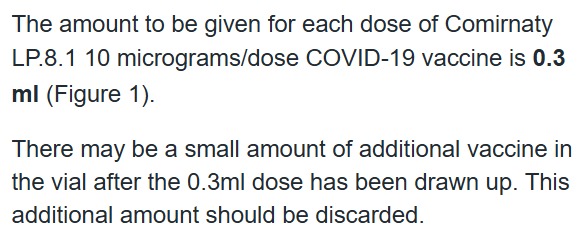 The amount to be given for each dose of Comirnaty
LP.8.1 10 micrograms/dose COVID-19 vaccine is 0.3
ml (Figure 1).
There may be a small amount of additional vaccine in
the vial after the 0.3ml dose has been drawn up. This
additional amount should be discarded.